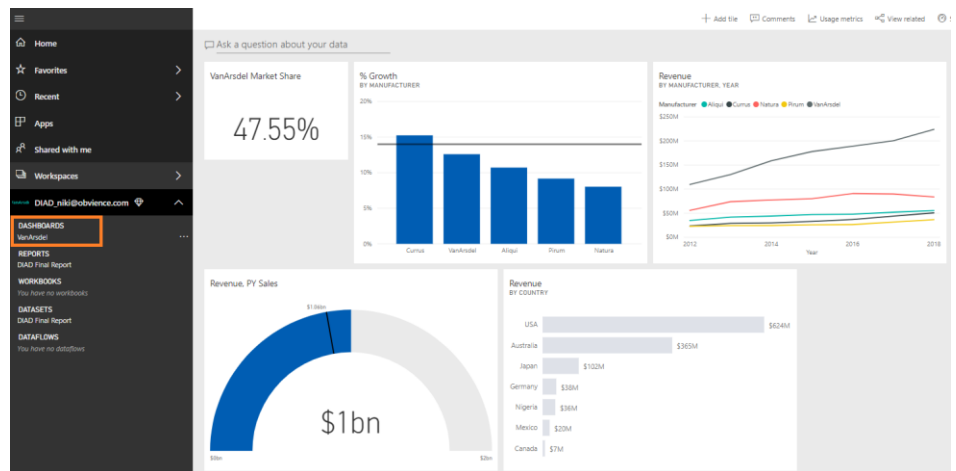 + Add tile
Comments
Usage metrics
View related
Home
Favorites
Recent
Apps
Shared with me
Workspaces
DIAD_niki@obvience.com
DASHBOARDS
VanArsdel
REPORTS
DIAD Final Report
WORKBOOKS
You have no workbooks
DATASETS
DIAD Final Report
DATAFLOWS
You have no dataflows
Ask a question about your data
VanArsdel Market Share
47.55%
% Growth
BY MANUFACTURER
20%
15%
10%
5%
0%
Currus VanArsdel Aliqui Pirum Natura
Revenue
BY MANUFACTURER, YEAR
Manufacturer Aliqui Currus Natura Pirum VanArsdel
$250M
$200M
$150M
$100M
$50M
$0M
2012 2014 2016 2018
Year
Revenue, PY Sales
$1bn
$0bn $2bn
Revenue
BY COUNTRY
USA $624M
Australia $365M
Japan $102M
Germany $38M
Nigeria $36M
Mexico $20M
Canada $7M